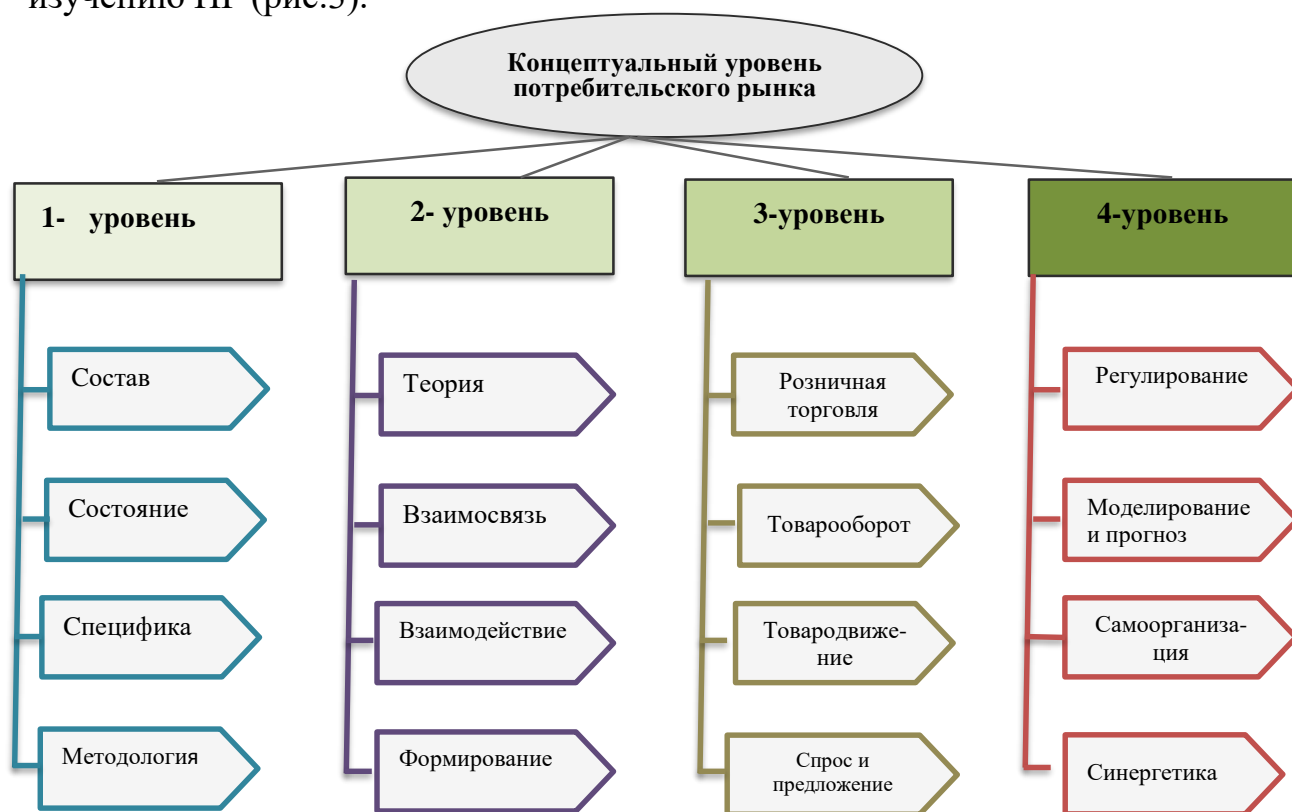 изучению ПР (рис.3).
Концептуальный уровень
потребительского рынка
1- уровень
2- уровень
3-уровень
4-уровень
Состав
Состояние
Специфика
Методология
Теория
Взаимосвязь
Взаимодействие
Формирование
Розничная
торговля
Товарооборот
Товародвиже-
ние
Спрос и
предложение
Регулирование
Моделирование
и прогноз
Самоорганиза-
ция
Синергетика